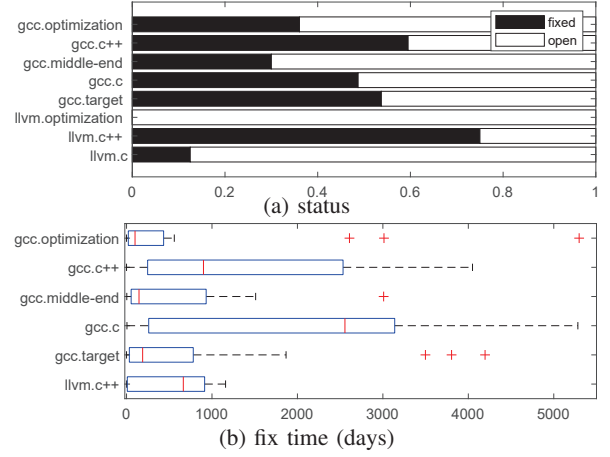 gcc.optimization
gcc.c++
gcc.middle-end
gcc.c
gcc.target
llvm.optimization
llvm.c++
llvm.c
fixed
open
0 0.2 0.4 0.6 0.8 1
(a) status
gcc.optimization
gcc.c++
gcc.middle-end
gcc.c
gcc.target
llvm.c++
0 1000 2000 3000 4000 5000
(b) fix time (days)